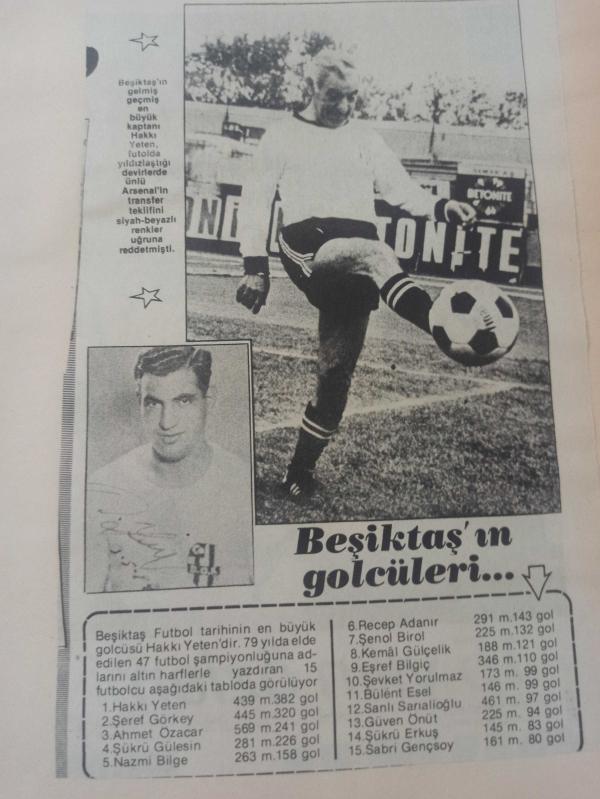 Beşiktaş'ın
gelmiş
geçmiş
en
büyük
kaptanı
Hakkı
Yeten,
futolda
yıldızlaştığı
devirlerde
ünlü
Arsenal'in
transfer
teklifini
siyah-beyazlı
renkler
uğruna
reddetmişti.
BETONITE
TONITE
Beşiktaş'ın
golcüleri...
Beşiktaş Futbol tarihinin en büyük
golcüsü Hakkı Yeten'dir. 79 yılda elde
edilen 47 futbol şampiyonluğuna ad-
larını altın harflerle yazdıran 15
futbolcu aşağıdaki tabloda görülüyor
1.Hakkı Yeten 439 m.382 gol
2.Şeref Görkey 445 m.320 gol
3.Ahmet Özacar 569 m.241 gol
4.Şükrü Gülesin 281 m.226 gol
5.Nazmi Bilge 263 m.158 gol
6.Recep Adanır 291 m.143 gol
7.Şenol Birol 225 m.132 gol
8.Kemâl Gülçelik 188 m.121 gol
9.Eşref Bilgiç 346 m.110 gol
10.Şevket Yorulmaz 173 m. 99 gol
11.Bülent Esel 146 m. 99 gol
12.Sanlı Sarıalioğlu 461 m. 97 gol
13.Güven Önüt 225 m. 94 gol
14.Şükrü Erkuş 145 m. 83 gol
15.Sabri Gençsoy 161 m. 80 gol